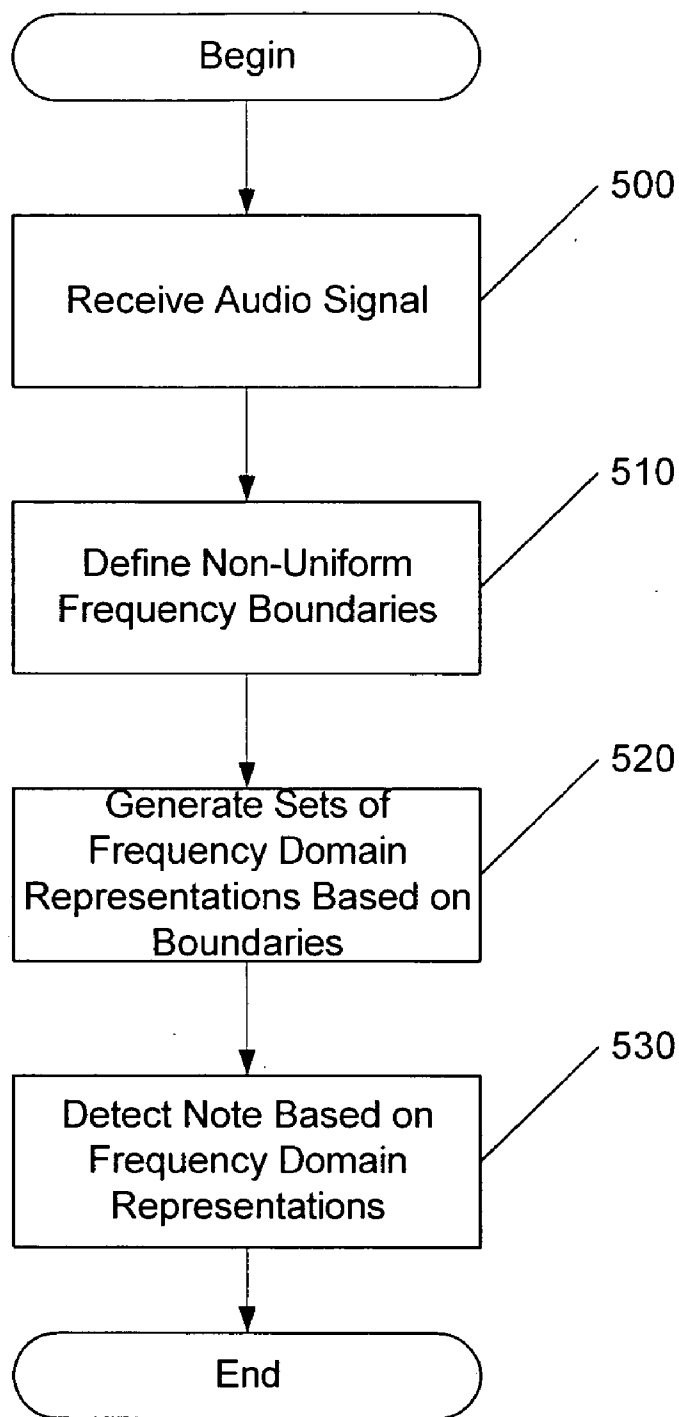 Begin
500
Receive Audio Signal
510
Define Non-Uniform
Frequency Boundaries
520
Generate Sets of
Frequency Domain
Representations Based on
Boundaries
530
Detect Note Based on
Frequency Domain
Representations
End